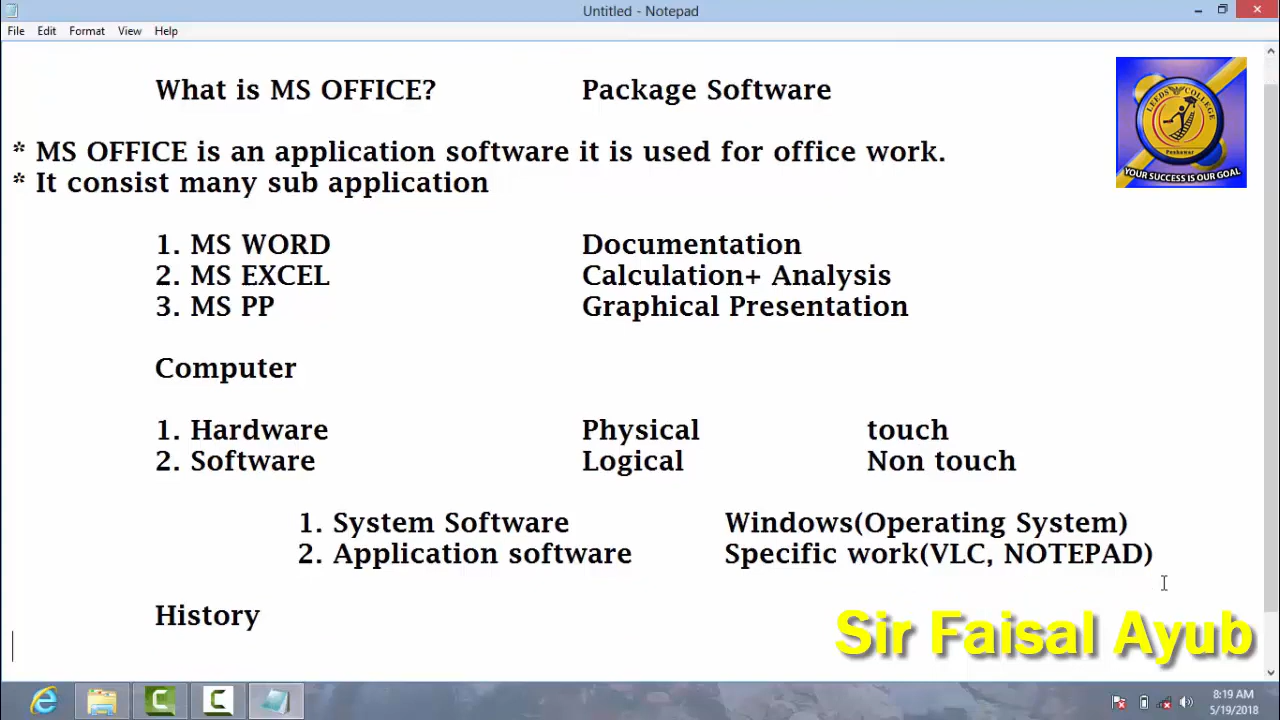 Untitled - Notepad
File Edit Format View Help
What is MS OFFICE? Package Software
* MS OFFICE is an application software it is used for office work.
* It consist many sub application
1. MS WORD Documentation
2. MS EXCEL Calculation+ Analysis
3. MS PP Graphical Presentation
Computer
1. Hardware Physical touch
2. Software Logical Non touch
1. System Software Windows(Operating System)
2. Application software Specific work(VLC, NOTEPAD)
History
LEEDS COLLEGE
Peshawar
YOUR SUCCESS IS OUR GOAL
Sir Faisal Ayub
8:19 AM
5/19/2018